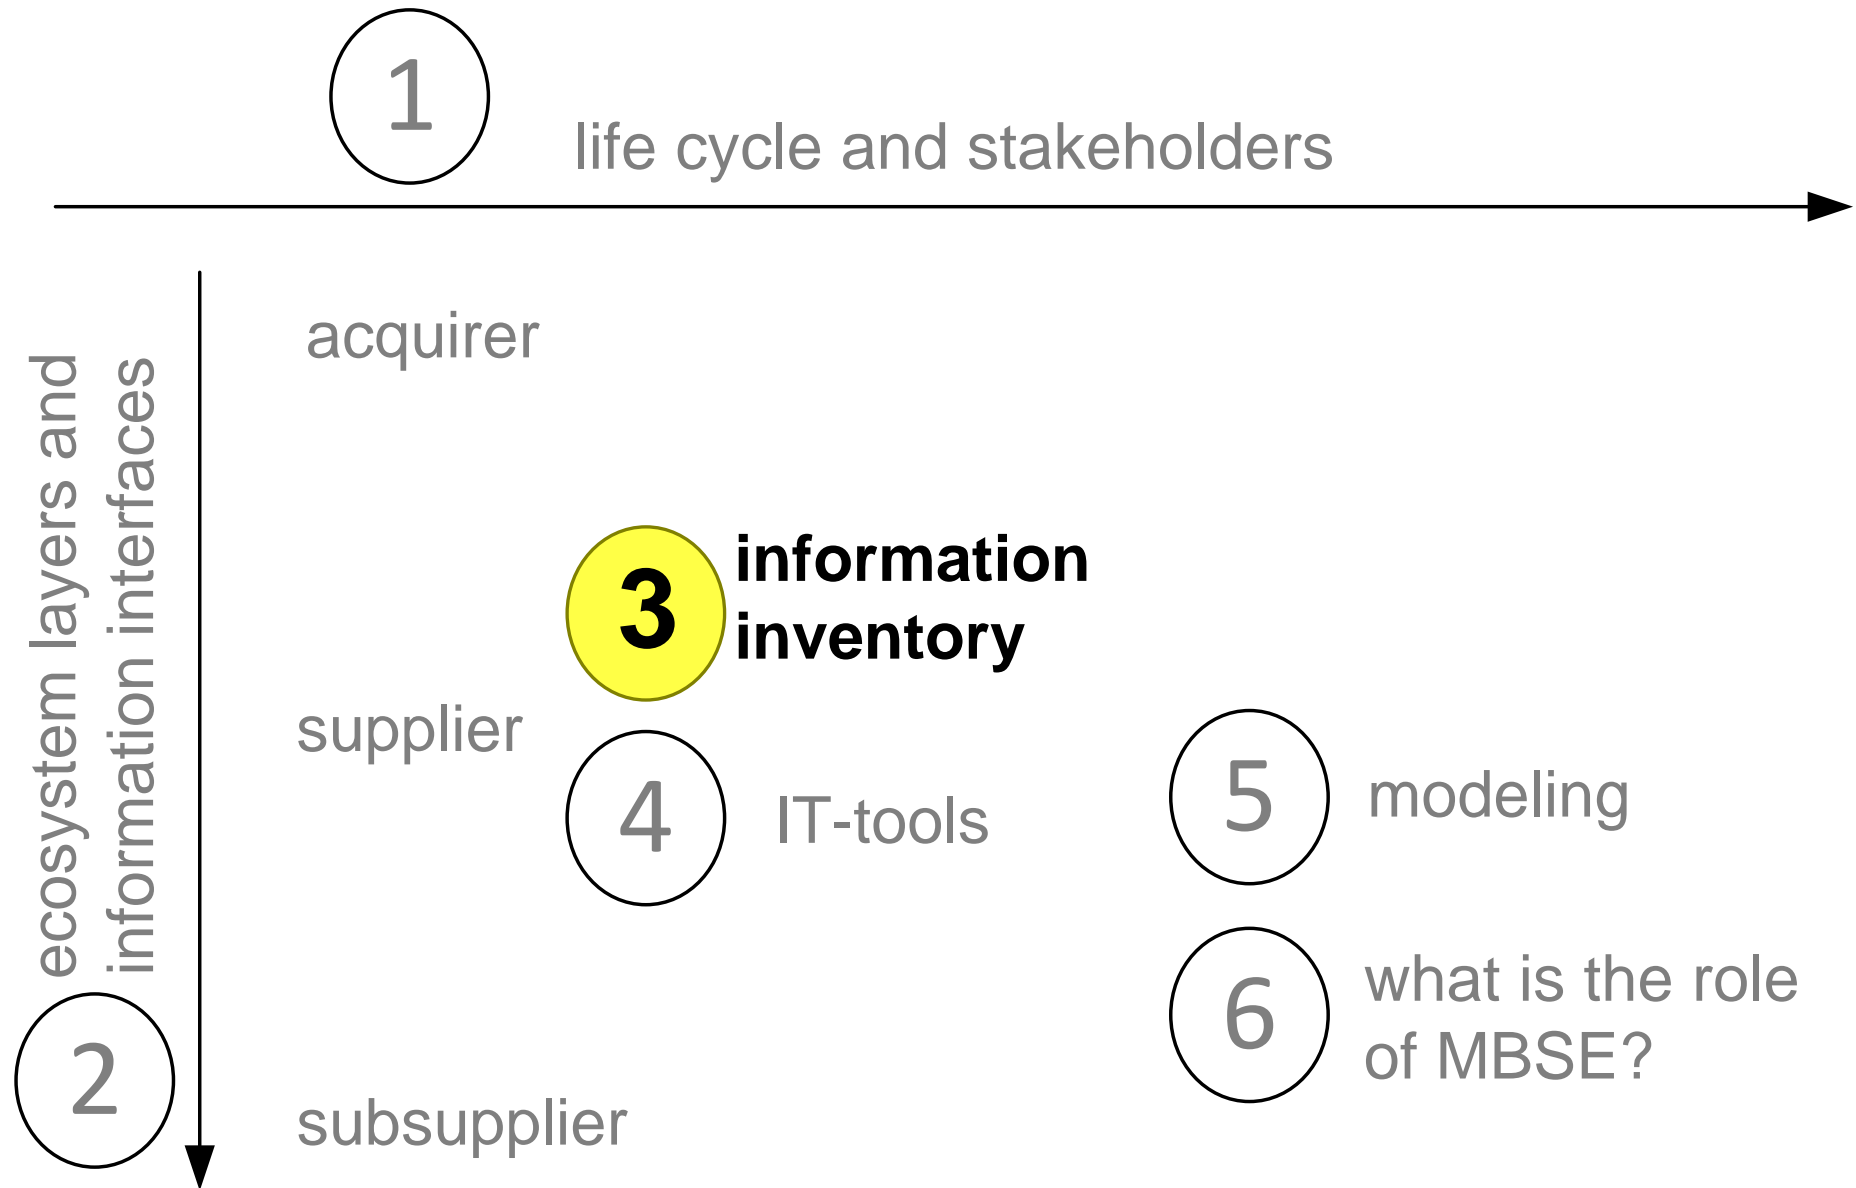 1
life cycle and stakeholders
acquirer
ecosystem layers and
information interfaces
2
3
information
inventory
supplier
4
IT-tools
5
modeling
6
what is the role
of MBSE?
subsupplier